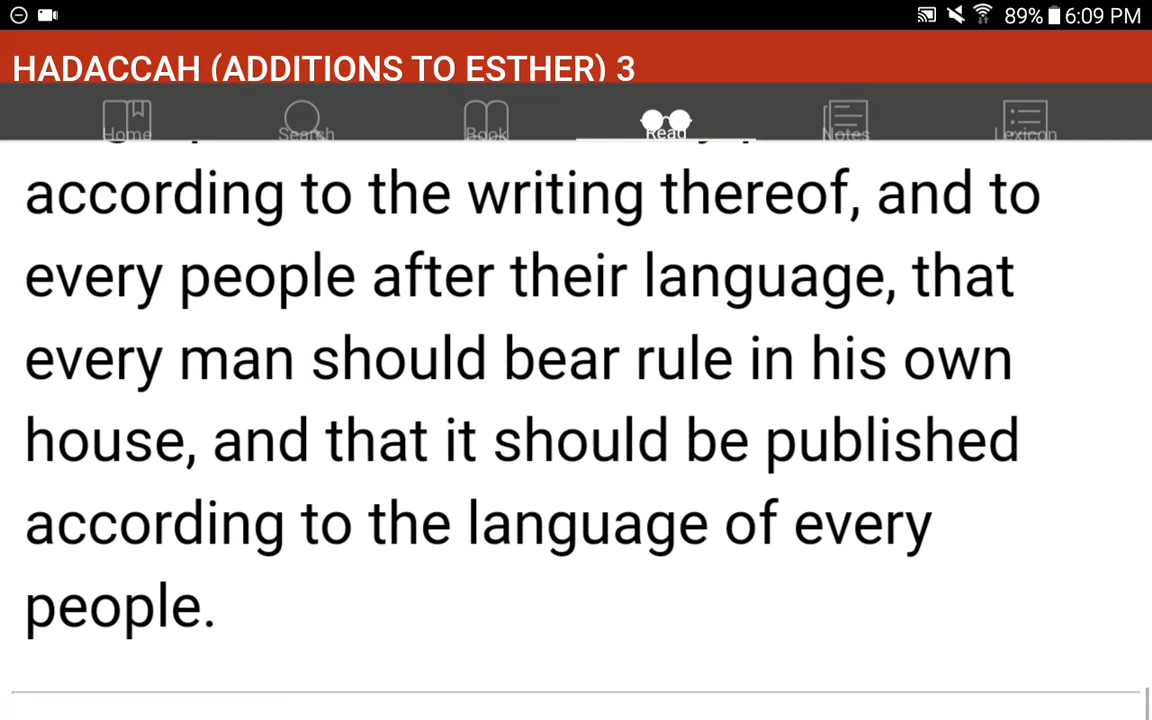 89% 6:09 PM
HADACCAH (ADDITIONS TO ESTHER) 3
Home Search Book Read Notes Lexicon
according to the writing thereof, and to
every people after their language, that
every man should bear rule in his own
house, and that it should be published
according to the language of every
people.